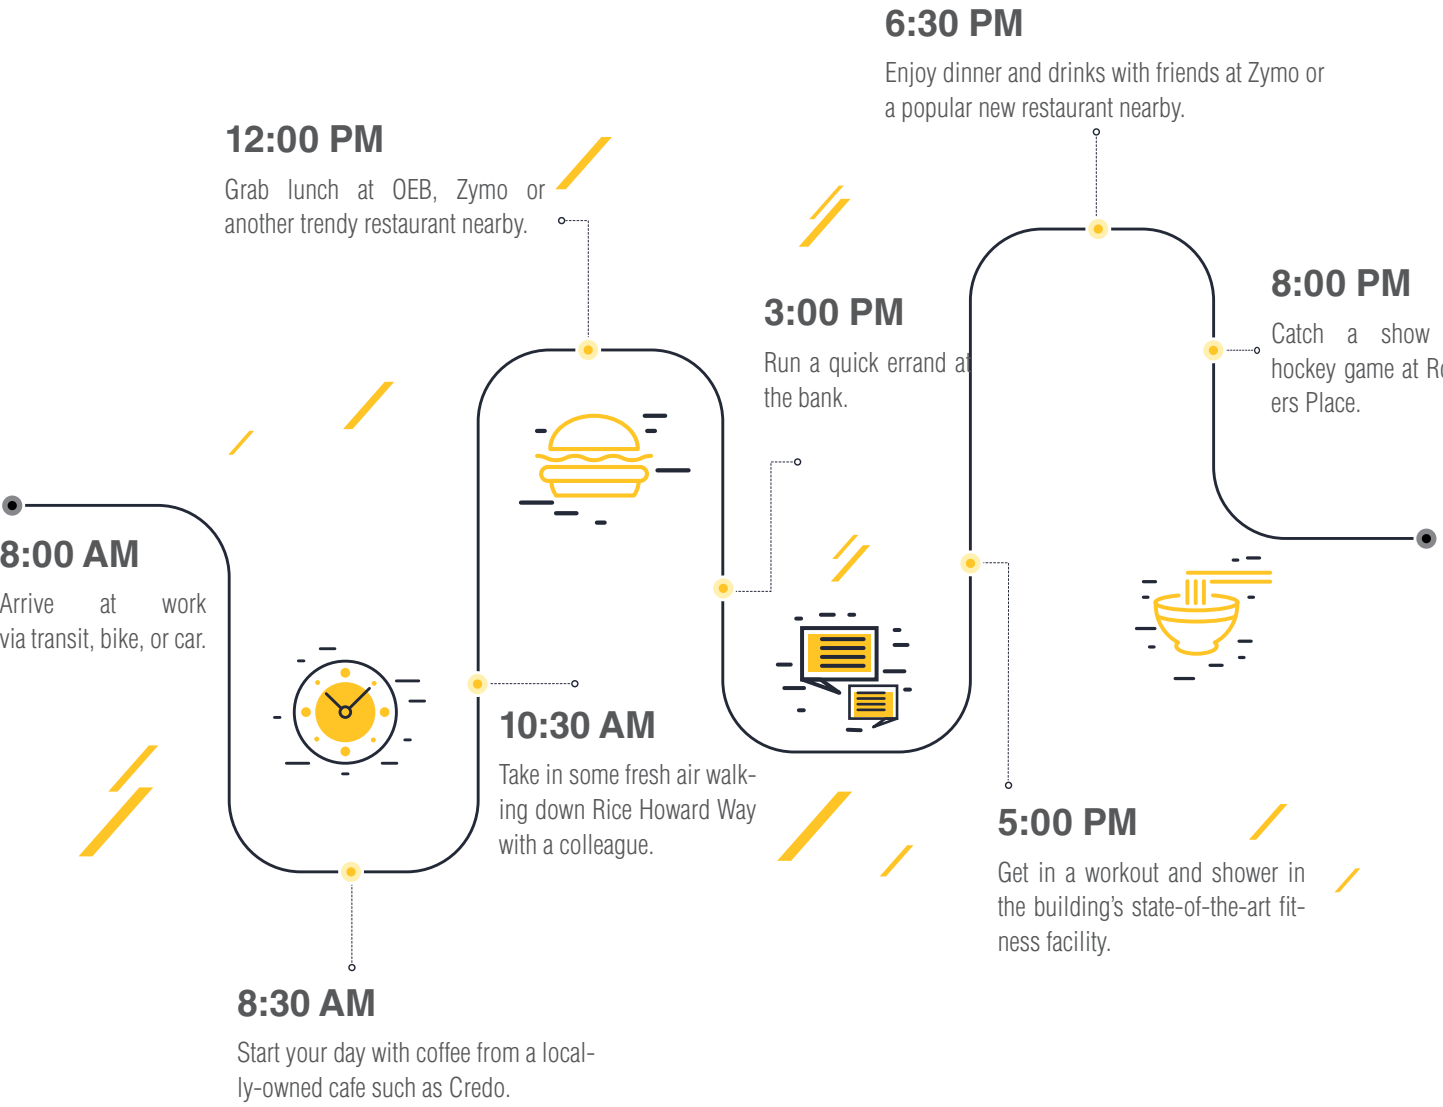 8:00 AM
Arrive at work
via transit, bike, or car.
8:30 AM
Start your day with coffee from a local-
ly-owned cafe such as Credo.
10:30 AM
Take in some fresh air walk-
ing down Rice Howard Way
with a colleague.
12:00 PM
Grab lunch at OEB, Zymo or
another trendy restaurant nearby.
3:00 PM
Run a quick errand at
the bank.
5:00 PM
Get in a workout and shower in
the building’s state-of-the-art fit-
ness facility.
6:30 PM
Enjoy dinner and drinks with friends at Zymo or
a popular new restaurant nearby.
8:00 PM
Catch a show
hockey game at
ers Place.